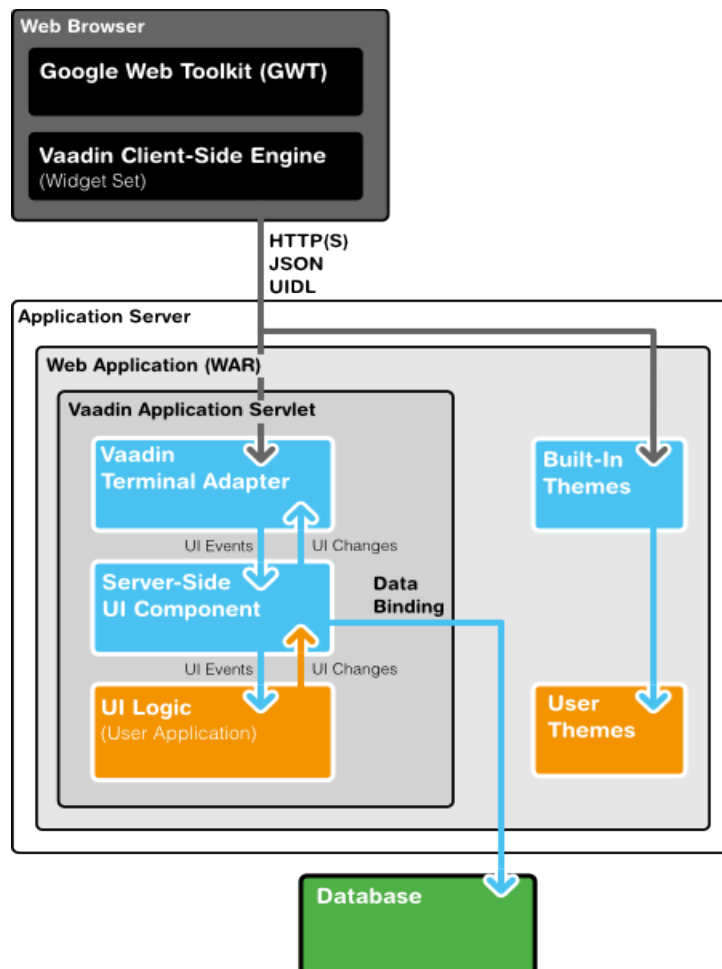 Web Browser
Google Web Toolkit (GWT)
Vaadin Client-Side Engine
(Widget Set)
HTTP(S)
JSON
UIDL
Application Server
Web Application (WAR)
Vaadin Application Servlet
Vaadin
Terminal Adapter
Built-In
Themes
UI Events
UI Changes
Server-Side
UI Component
Data
Binding
UI Events
UI Changes
UI Logic
(User Application)
User
Themes
Database